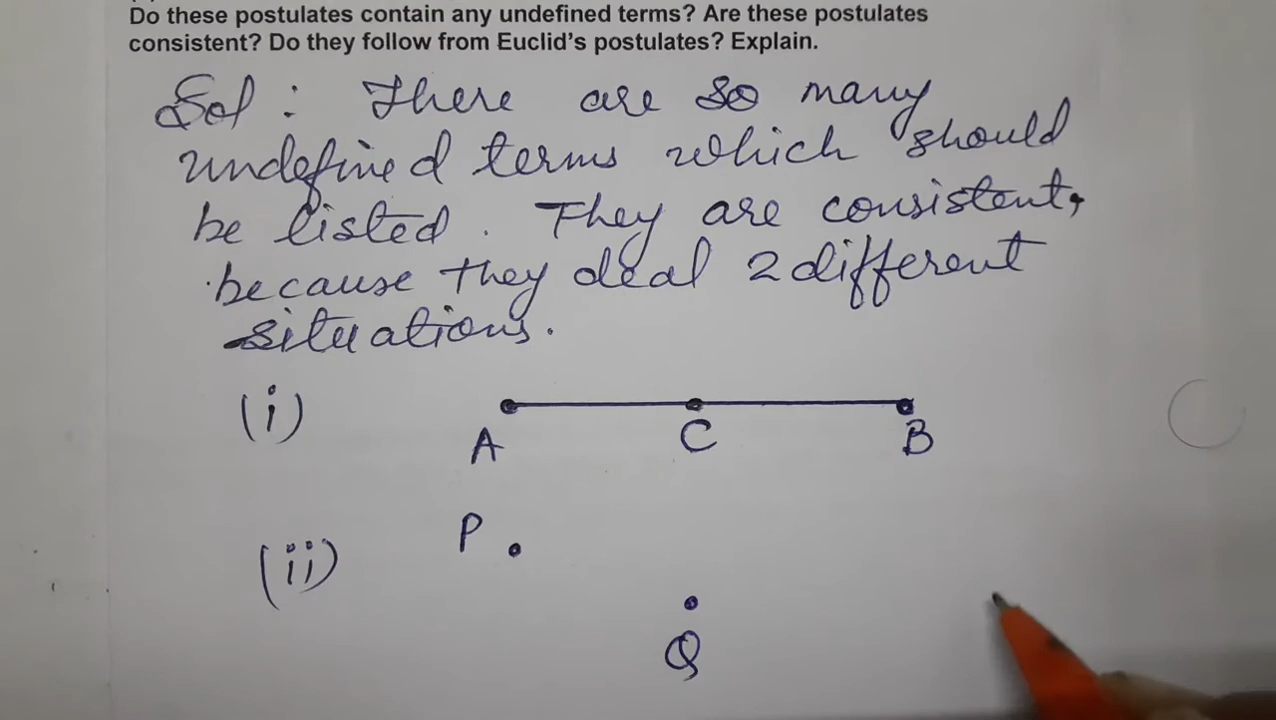 Do these postulates contain any undefined terms? Are these postulates
consistent? Do they follow from Euclid's postulates? Explain.
Sol : There are so many
undefined terms which should
be listed. They are consistent,
because they deal 2 different
situations.
(i)
A C B
(ii) P
Q